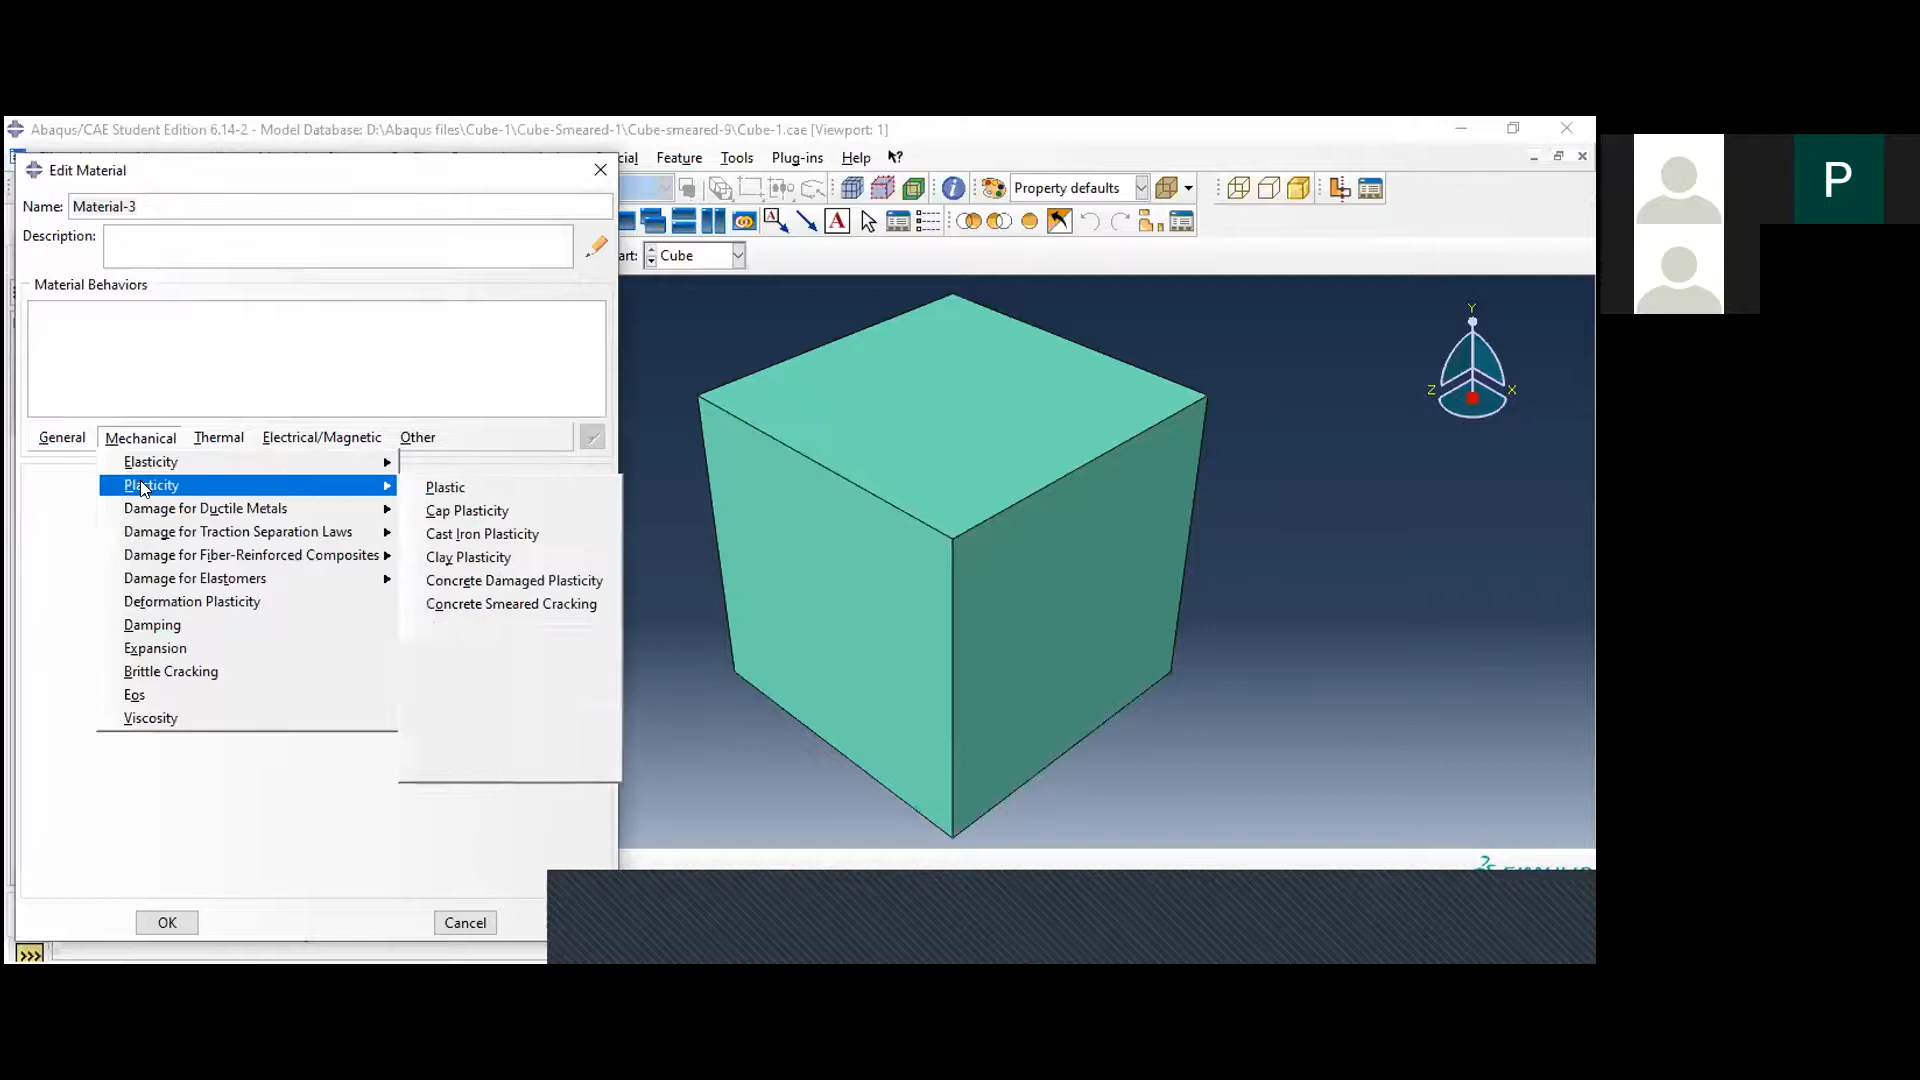 Abaqus/CAE Student Edition 6.14-2 - Model Database: D:\Abaqus files\Cube-1\Cube-Smeared-1\Cube-smeared-9\Cube-1.cae [Viewport: 1]
Feature Tools Plug-ins Help
Edit Material
Name: Material-3
Description:
Property defaults
A A
Cube
Material Behaviors
General Mechanical Thermal Electrical/Magnetic Other
Elasticity
Plasticity
Damage for Ductile Metals
Damage for Traction Separation Laws
Damage for Fiber-Reinforced Composites
Damage for Elastomers
Deformation Plasticity
Damping
Expansion
Brittle Cracking
Eos
Viscosity
Plastic
Cap Plasticity
Cast Iron Plasticity
Clay Plasticity
Concrete Damaged Plasticity
Concrete Smeared Cracking
Y
Z X
OK Cancel
>>>
P